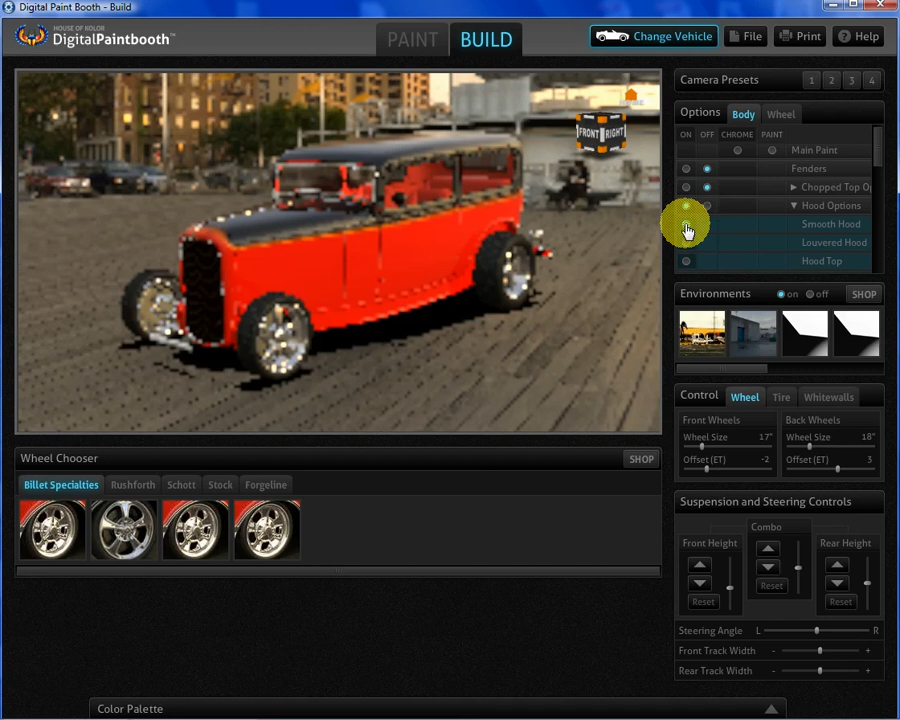 Digital Paint Booth - Build
HOUSE OF KOLOR
DigitalPaintbooth™
PAINT
BUILD
Change Vehicle
File
Print
? Help
FRONT RIGHT
Camera Presets 1 2 3 4
Options Body Wheel
ON OFF CHROME PAINT
Main Paint
Fenders
Chopped Top Op
Hood Options
Smooth Hood
Louvered Hood
Hood Top
Environments on off SHOP
Control Wheel Tire Whitewalls
Front Wheels
Wheel Size 17"
Offset (ET) -2
Back Wheels
Wheel Size 18"
Offset (ET) 3
Wheel Chooser SHOP
Billet Specialties Rushforth Schott Stock Forgeline
Suspension and Steering Controls
Front Height
Reset
Combo
Reset
Rear Height
Reset
Steering Angle L R
Front Track Width - +
Rear Track Width - +
Color Palette